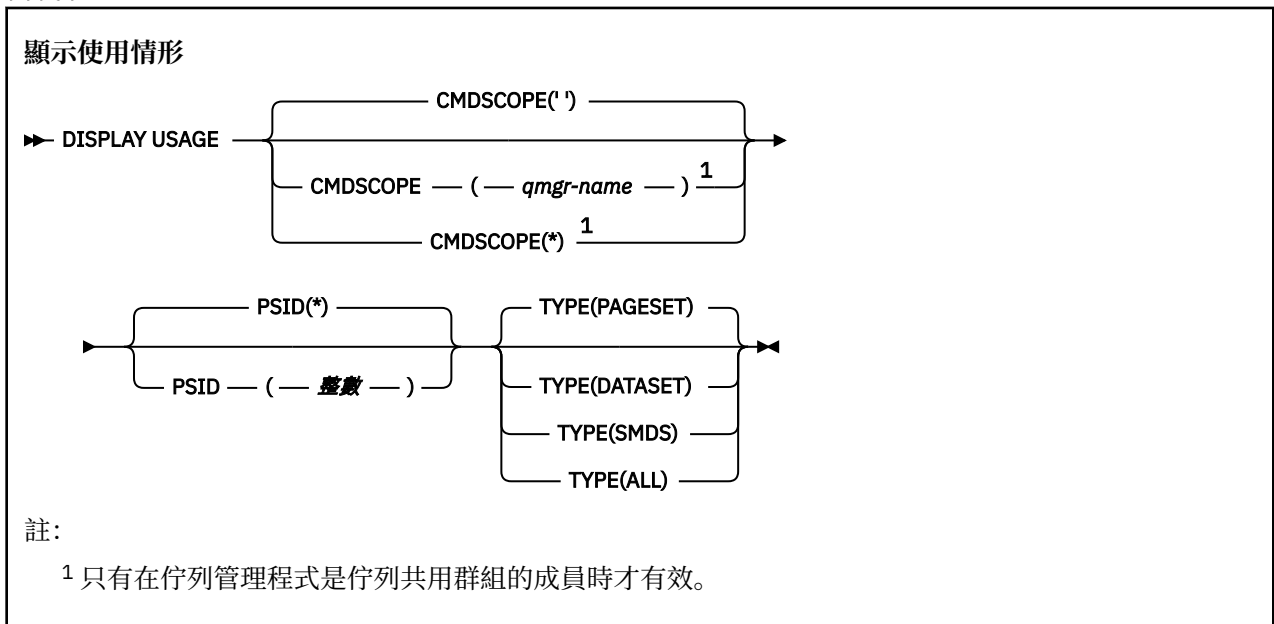 顯示使用情形
CMDSCOPE(' ')
DISPLAY USAGE
CMDSCOPE ( qmgr-name ) 1
CMDSCOPE(*) 1
PSID(*) TYPE(PAGESET)
PSID ( 整數 ) TYPE(DATASET)
TYPE(SMDS)
TYPE(ALL)
註：
1 只有在佇列管理程式是佇列共用群組的成員時才有效。